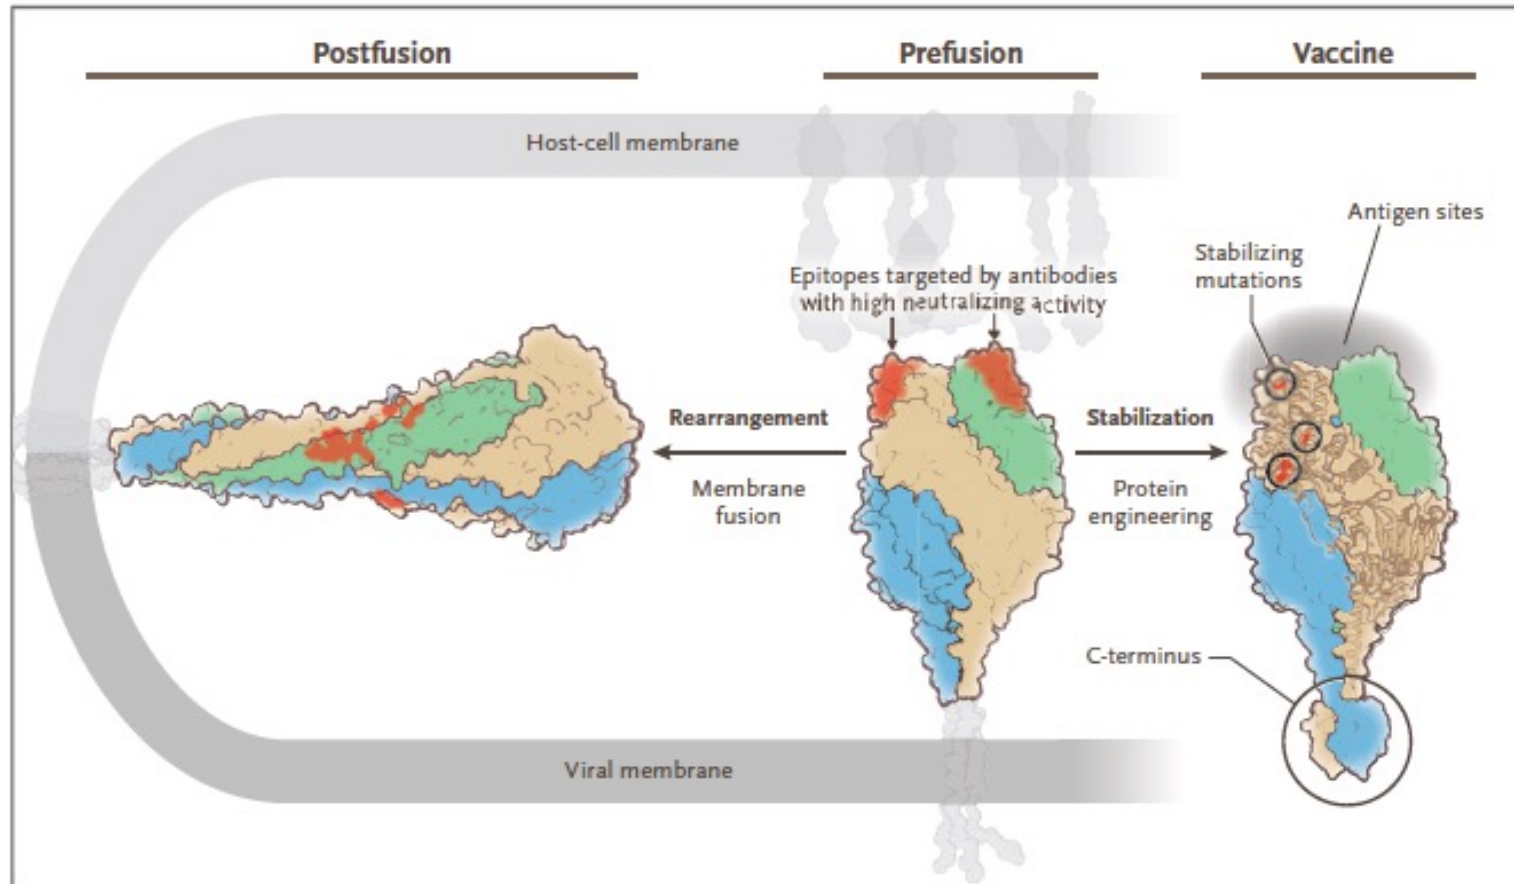 Postfusion
Prefusion
Vaccine
Host-cell membrane
Antigen sites
Stabilizing
mutations
Epitopes targeted by antibodies
with high neutralizing activity
Rearrangement
Membrane
fusion
Stabilization
Protein
engineering
C-terminus
Viral membrane